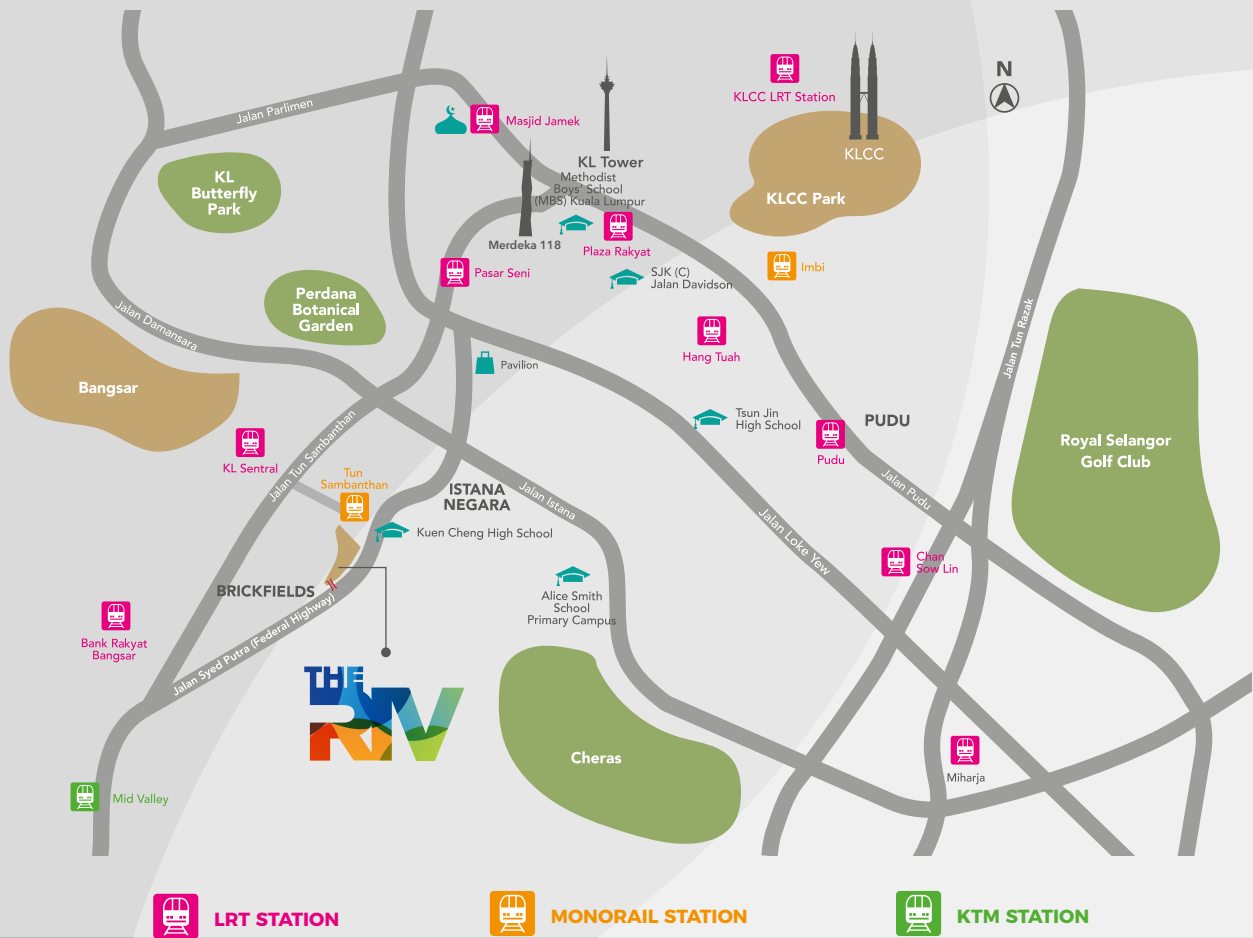 N
KLCC LRT Station
Jalan Parlimen
Masjid Jamek
KL Tower
KLCC
Methodist
Boys' School
(MBS) Kuala Lumpur
KL
Butterfly
Park
KLCC Park
Merdeka 118
Plaza Rakyat
Pasar Seni
SJK (C)
Jalan Davidson
Imbi
Perdana
Botanical
Garden
Jalan Damansara
Jalan Tun Razak
Hang Tuah
Pavilion
Bangsar
Tsun Jin
High School
PUDU
Pudu
Royal Selangor
Golf Club
KL Sentral
Jalan Tun Sambanthan
Tun
Sambanthan
ISTANA
NEGARA
Jalan Istana
Jalan Pudu
Kuen Cheng High School
Jalan Loke Yew
Chan
Sow Lin
BRICKFIELDS
Alice Smith
School
Primary Campus
Bank Rakyat
Bangsar
Jalan Syed Putra (Federal Highway)
THE
RIV
Cheras
Miharja
Mid Valley
LRT STATION
MONORAIL STATION
KTM STATION